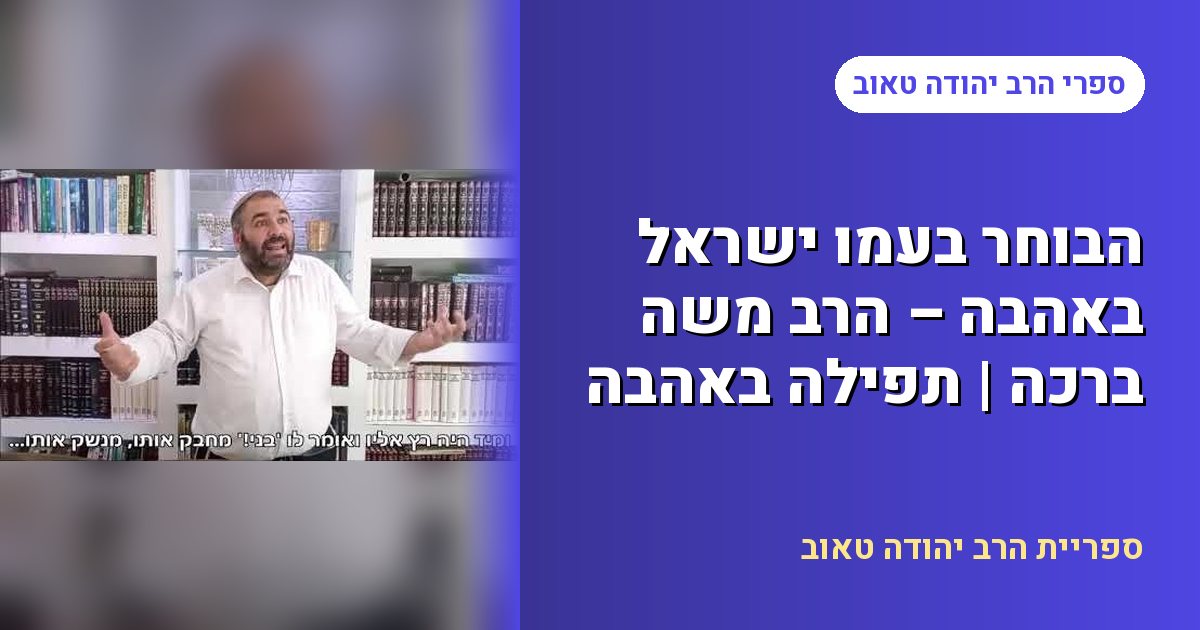 ספרי הרב יהודה טאוב
הבוחר בעמו ישראל
באהבה – הרב משה
ברכה | תפילה באהבה
ומיד היה רץ אליו ואומר לו 'בני!' מחבק אותו, מנשק אותו...
ספריית הרב יהודה טאוב